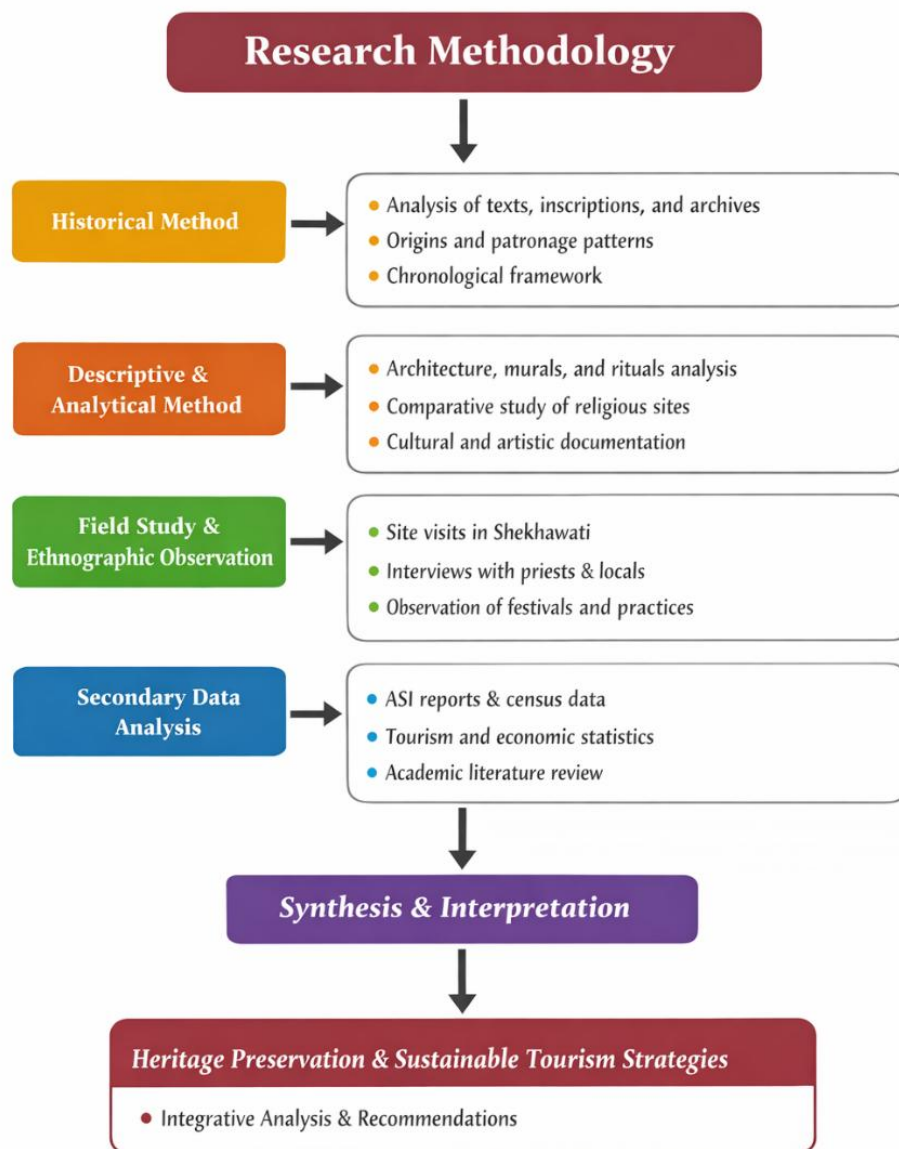 Research Methodology
Historical Method
• Analysis of texts, inscriptions, and archives
• Origins and patronage patterns
• Chronological framework
Descriptive &
Analytical Method
• Architecture, murals, and rituals analysis
• Comparative study of religious sites
• Cultural and artistic documentation
Field Study &
Ethnographic Observation
• Site visits in Shekhawati
• Interviews with priests & locals
• Observation of festivals and practices
Secondary Data
Analysis
• ASI reports & census data
• Tourism and economic statistics
• Academic literature review
Synthesis & Interpretation
Heritage Preservation & Sustainable Tourism Strategies
• Integrative Analysis & Recommendations